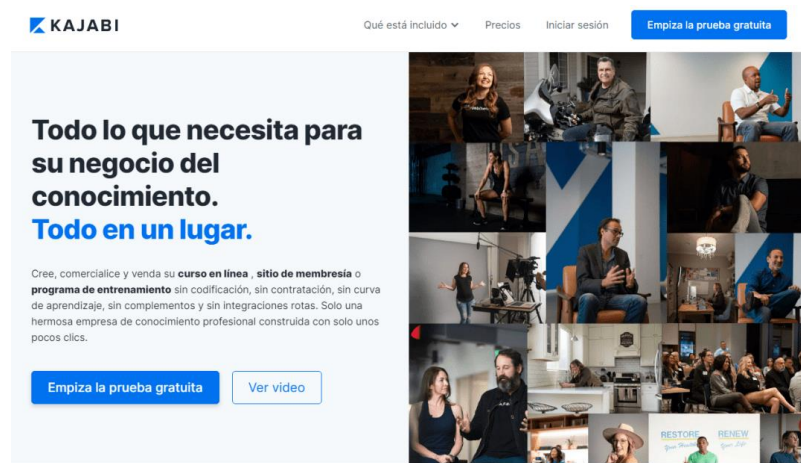 KAJABI
Qué está incluido
Precios
Iniciar sesión
Empiza la prueba gratuita
Todo lo que necesita para
su negocio del
conocimiento.
Todo en un lugar.
Cree, comercialice y venda su curso en línea , sitio de membresía o
programa de entrenamiento sin codificación, sin contratación, sin curva
de aprendizaje, sin complementos y sin integraciones rotas. Solo una
hermosa empresa de conocimiento profesional construida con solo unos
pocos clics.
Empiza la prueba gratuita
Ver video
RESTORE
RENEW
Your Life